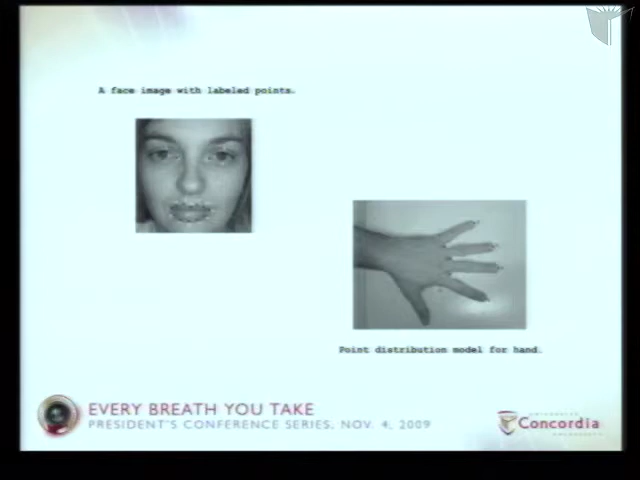 A face image with labeled points.
Point distribution model for hand.
EVERY BREATH YOU TAKE
PRESIDENT'S CONFERENCE SERIES, NOV. 4, 2009
Concordia